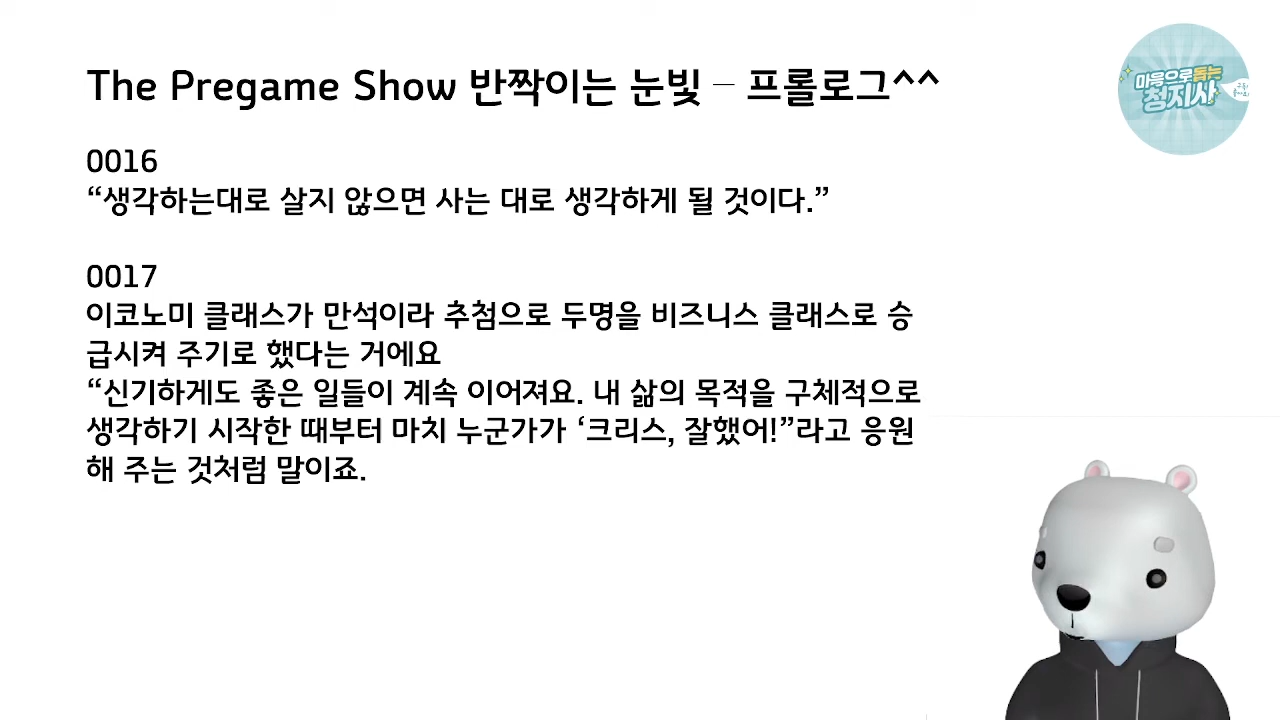 The Pregame Show 반짝이는 눈빛 – 프롤로그^^
마음으로 돕는
청지사
0016
“생각하는대로 살지 않으면 사는 대로 생각하게 될 것이다.”
0017
이코노미 클래스가 만석이라 추첨으로 두명을 비즈니스 클래스로 승
급시켜 주기로 했다는 거에요
“신기하게도 좋은 일들이 계속 이어져요. 내 삶의 목적을 구체적으로
생각하기 시작한 때부터 마치 누군가가 ‘크리스, 잘했어!”라고 응원
해 주는 것처럼 말이죠.